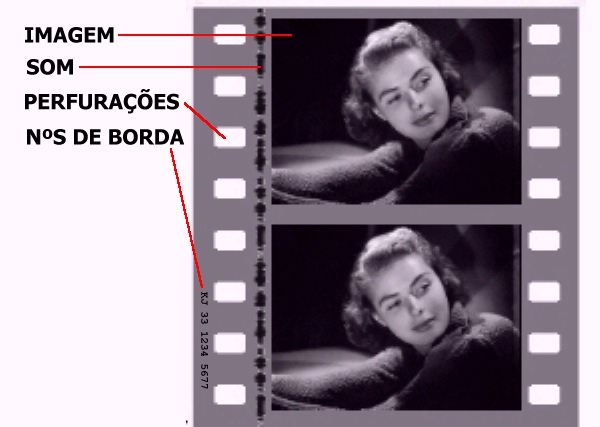 IMAGEM
SOM
PERFURAÇÕES
NºS DE BORDA
KJ 33 1234 5677